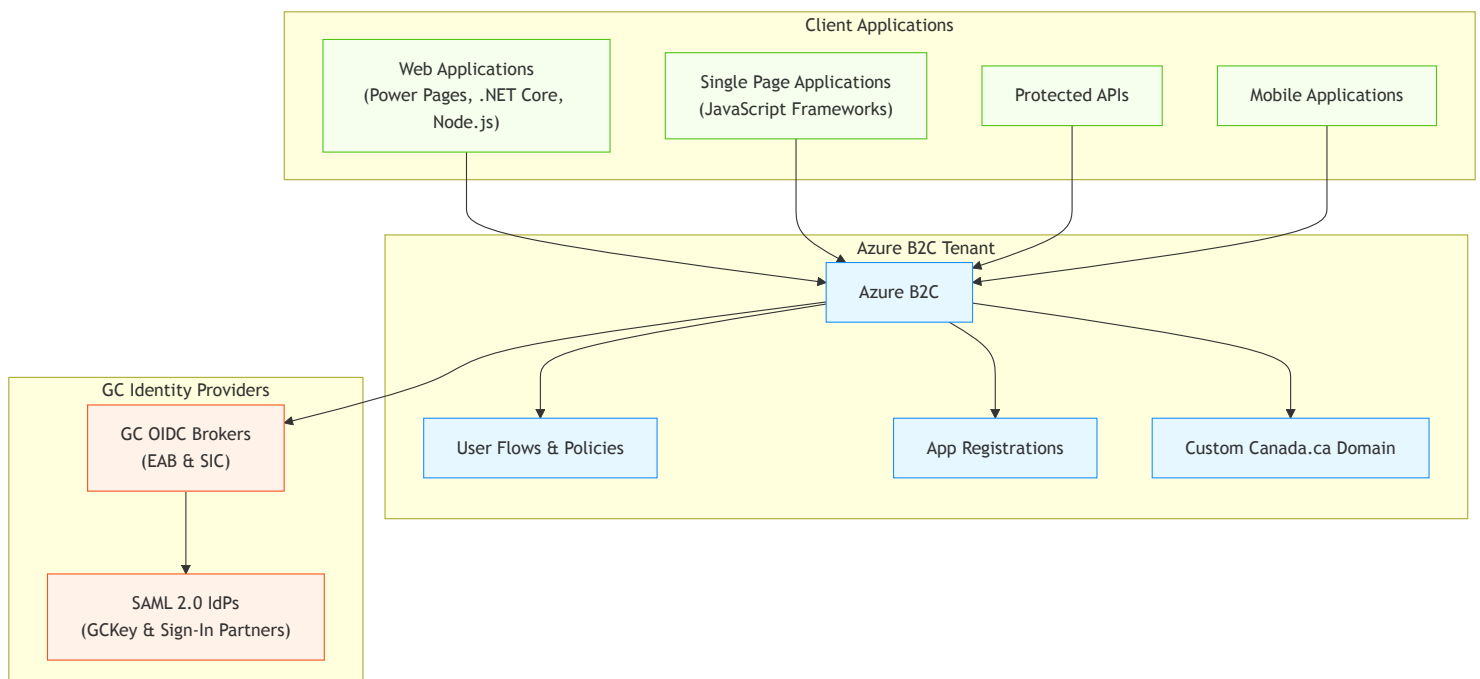 Client Applications
Web Applications
(Power Pages, .NET Core,
Node.js)
Single Page Applications
(JavaScript Frameworks)
Protected APIs
Mobile Applications
Azure B2C Tenant
Azure B2C
GC Identity Providers
GC OIDC Brokers
(EAB & SIC)
User Flows & Policies
App Registrations
Custom Canada.ca Domain
SAML 2.0 IdPs
(GCKey & Sign-In Partners)